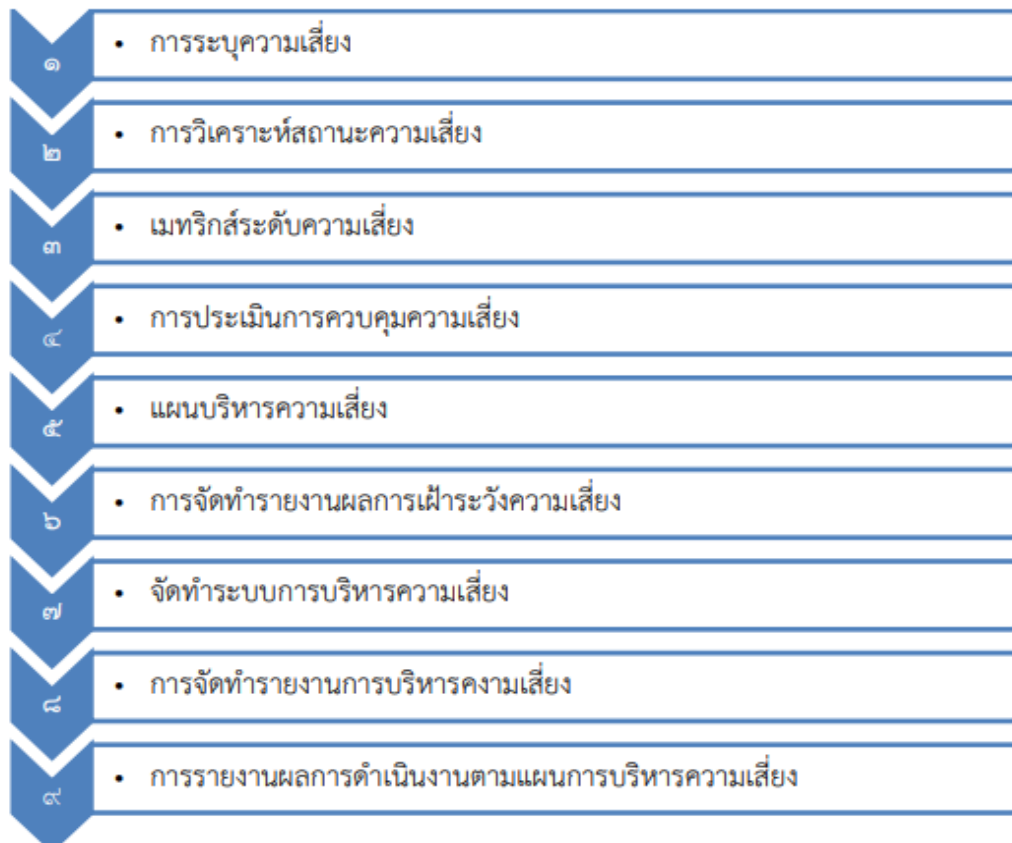 ๑
• การระบุความเสี่ยง
๒
• การวิเคราะห์สถานะความเสี่ยง
๓
• เมทริกส์ระดับความเสี่ยง
๔
• การประเมินการควบคุมความเสี่ยง
๕
• แผนบริหารความเสี่ยง
๖
• การจัดทำรายงานผลการเฝ้าระวังความเสี่ยง
๗
• จัดทำระบบการบริหารความเสี่ยง
๘
• การจัดทำรายงานการบริหารคงามเสี่ยง
๙
• การรายงานผลการดำเนินงานตามแผนการบริหารความเสี่ยง